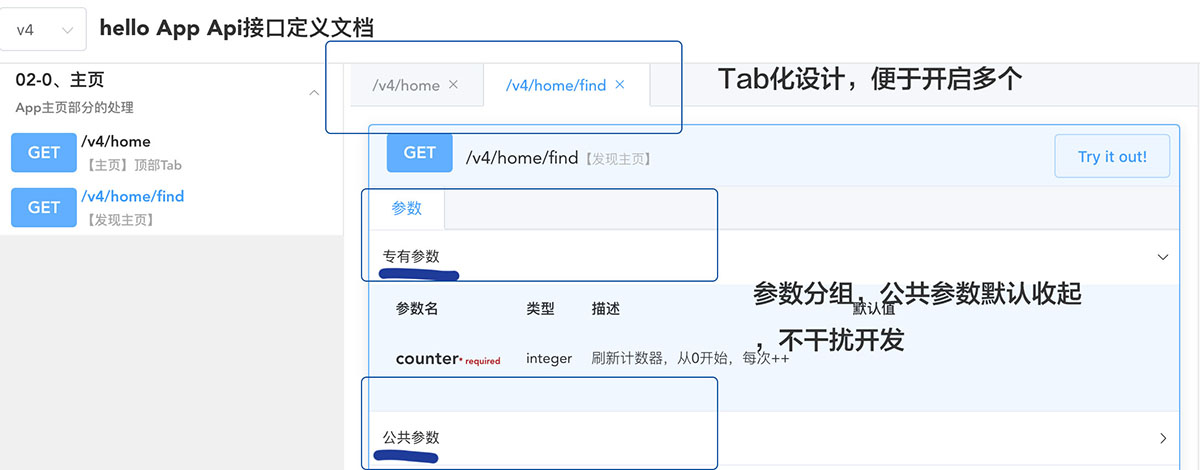 v4
hello App Api接口定义文档
02-0、主页
App主页部分的处理
GET /v4/home
【主页】顶部Tab
GET /v4/home/find
【发现主页】
/v4/home × /v4/home/find ×
Tab化设计，便于开启多个
GET /v4/home/find【发现主页】 Try it out!
参数
专有参数
参数分组，公共参数默认收起
，不干扰开发
参数名 类型 描述 默认值
counter* required integer 刷新计数器，从0开始，每次++
公共参数